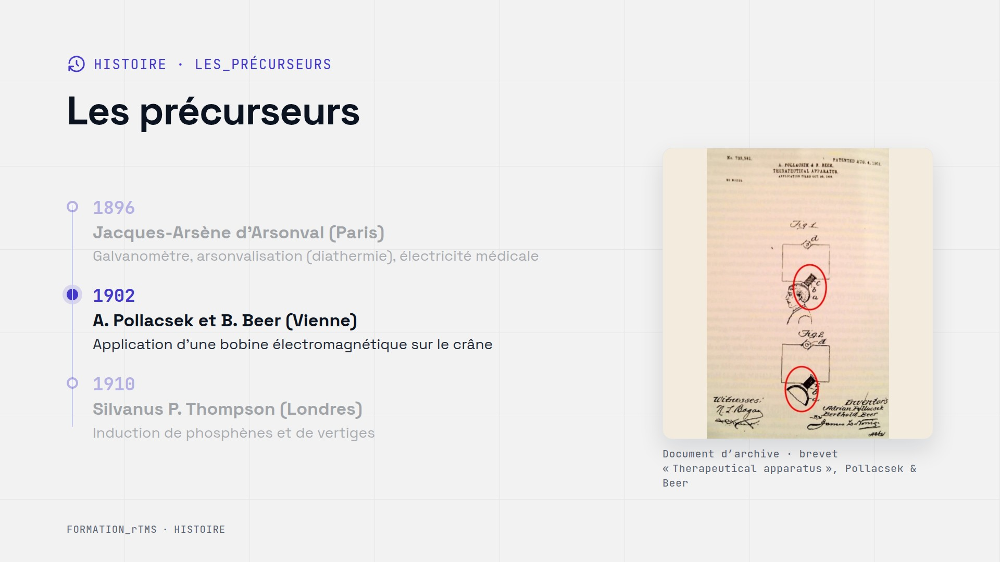 HISTOIRE · LES_PRÉCURSEURS
Les précurseurs
1896
Jacques-Arsène d’Arsonval (Paris)
Galvanomètre, arsonvalisation (diathermie), électricité médicale
1902
A. Pollacsek et B. Beer (Vienne)
Application d’une bobine électromagnétique sur le crâne
1910
Silvanus P. Thompson (Londres)
Induction de phosphènes et de vertiges
No. 735,581.
PATENTED AUG. 4, 1903.
A. POLLACSEK & B. BEER.
THERAPEUTICAL APPARATUS.
APPLICATION FILED OCT.
NO MODEL
Fig 1
d
c
b
a
Fig.2
d
b
Witnesses:
Inventors
Adrian Pollacsek
By Berthold Beer
James L.
Atty
Document d’archive · brevet
« Therapeutical apparatus », Pollacsek &
Beer
FORMATION_rTMS · HISTOIRE